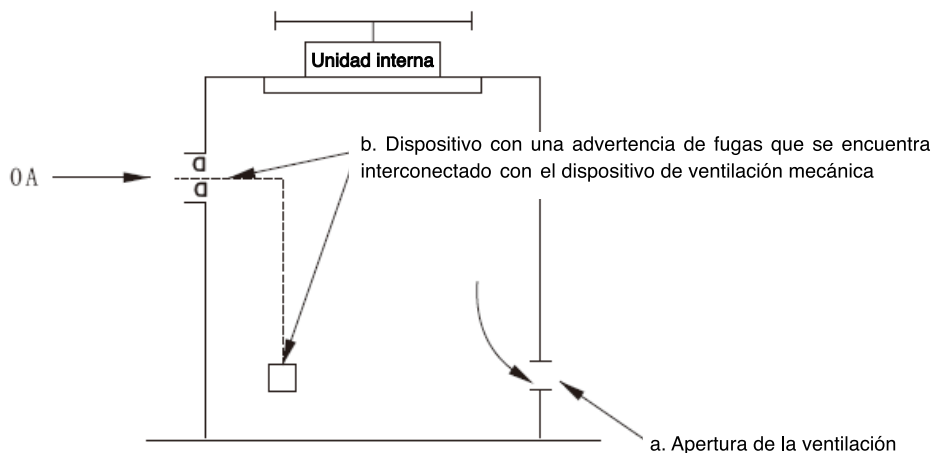 Unidad interna
b. Dispositivo con una advertencia de fugas que se encuentra
interconectado con el dispositivo de ventilación mecánica
OA
a. Apertura de la ventilación